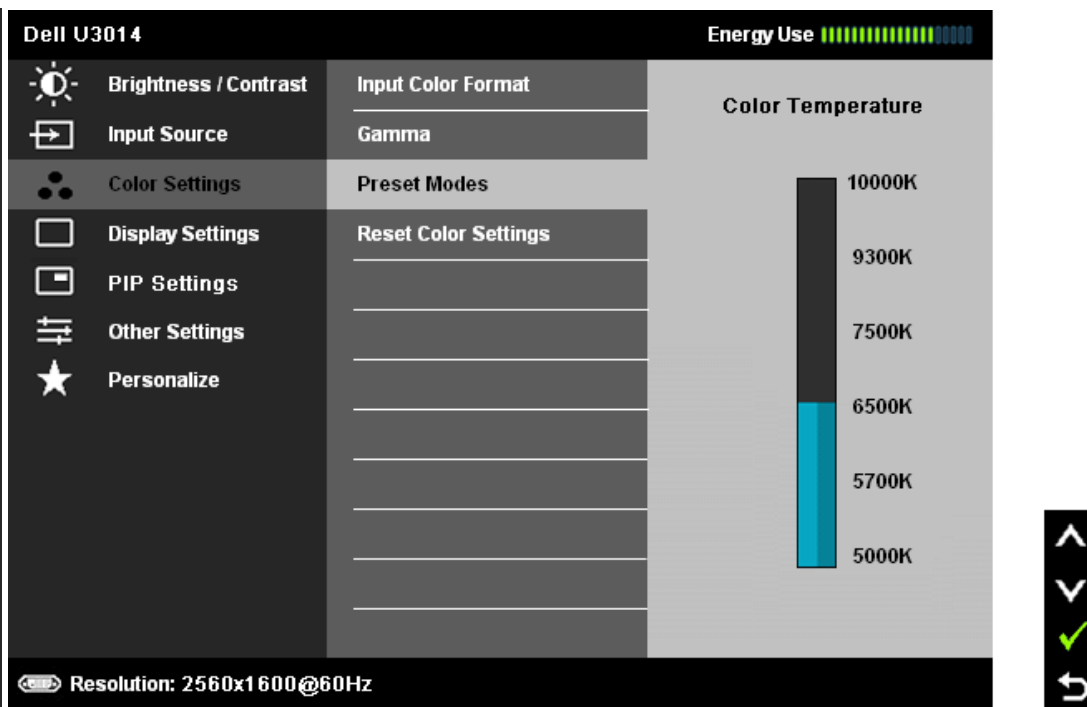 Dell U3014
Energy Use
Brightness / Contrast
Input Source
Color Settings
Display Settings
PIP Settings
Other Settings
Personalize
Input Color Format
Gamma
Preset Modes
Reset Color Settings
Color Temperature
10000K
9300K
7500K
6500K
5700K
5000K
Resolution: 2560x1600@60Hz